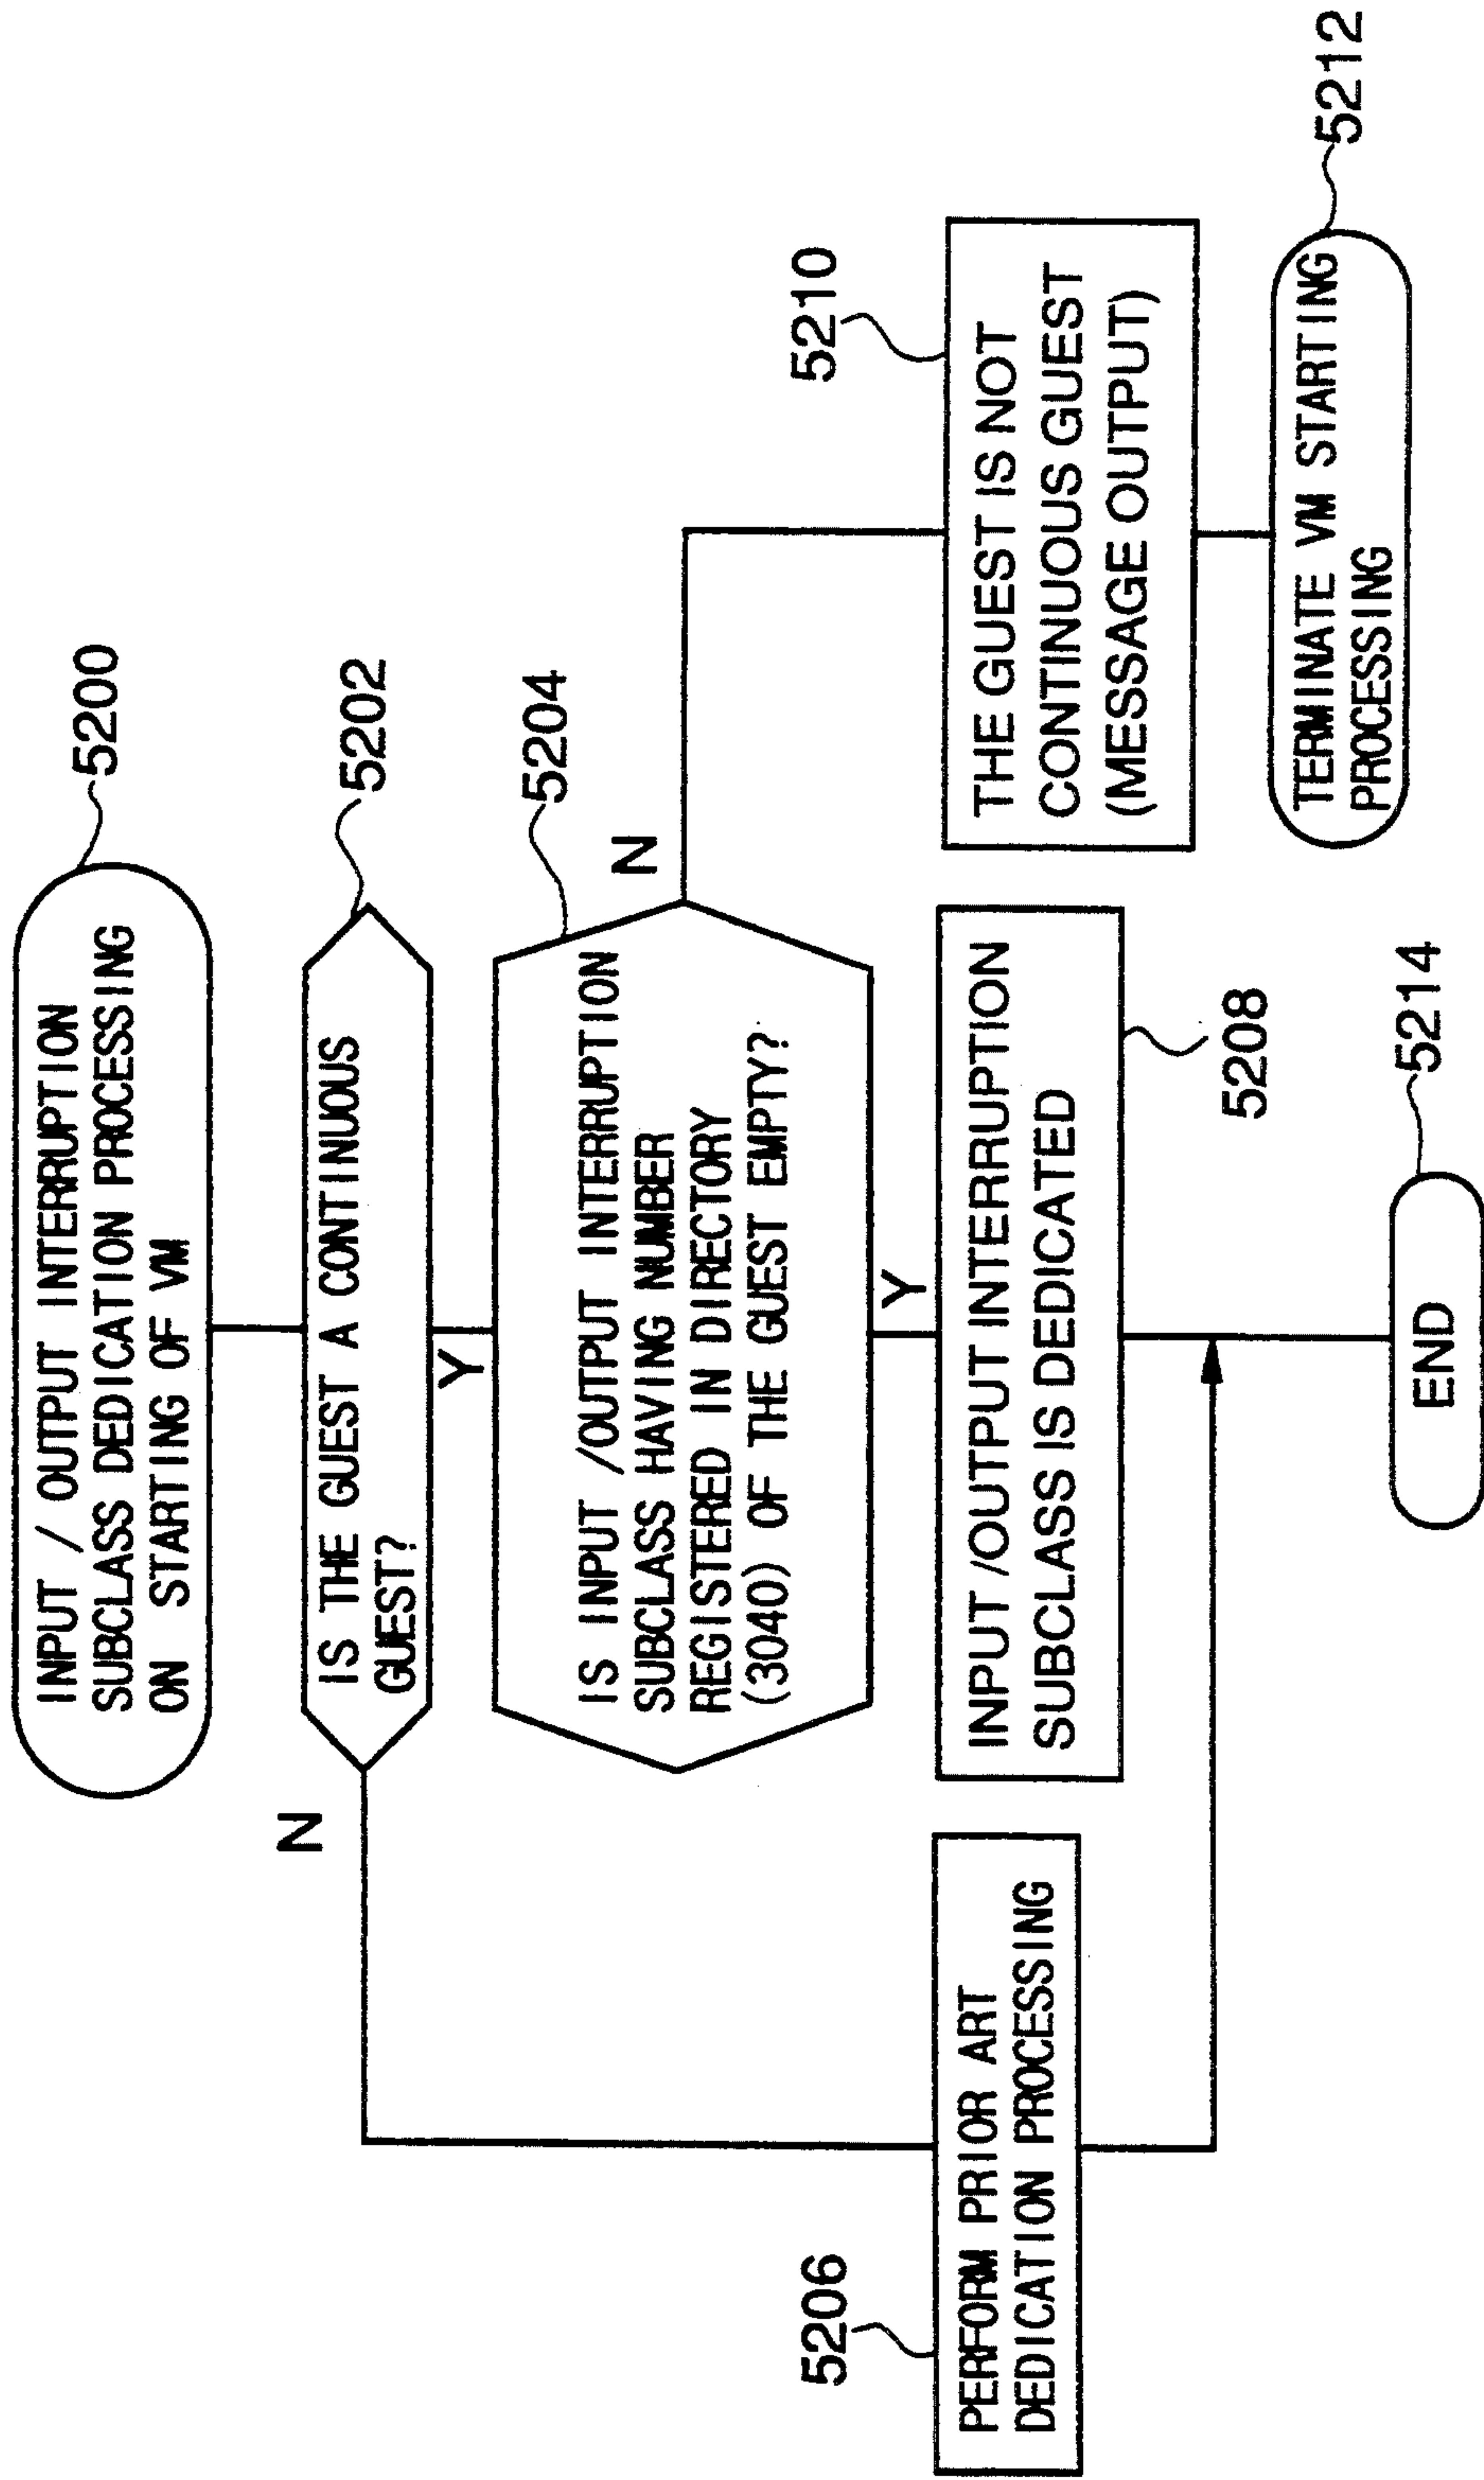 5200
INPUT / OUTPUT INTERRUPTION
SUBCLASS DEDICATION PROCESSING
ON STARTING OF VM
5202
N
IS THE GUEST A CONTINUOUS
GUEST?
Y
5204
IS INPUT /OUTPUT INTERRUPTION
SUBCLASS HAVING NUMBER
REGISTERED IN DIRECTORY
(3040) OF THE GUEST EMPTY?
N
Y
5206
PERFORM PRIOR ART
DEDICATION PROCESSING
INPUT /OUTPUT INTERRUPTION
SUBCLASS IS DEDICATED
5208
5210
THE GUEST IS NOT
CONTINUOUS GUEST
(MESSAGE OUTPUT)
5212
TERMINATE VM STARTING
PROCESSING
5214
END